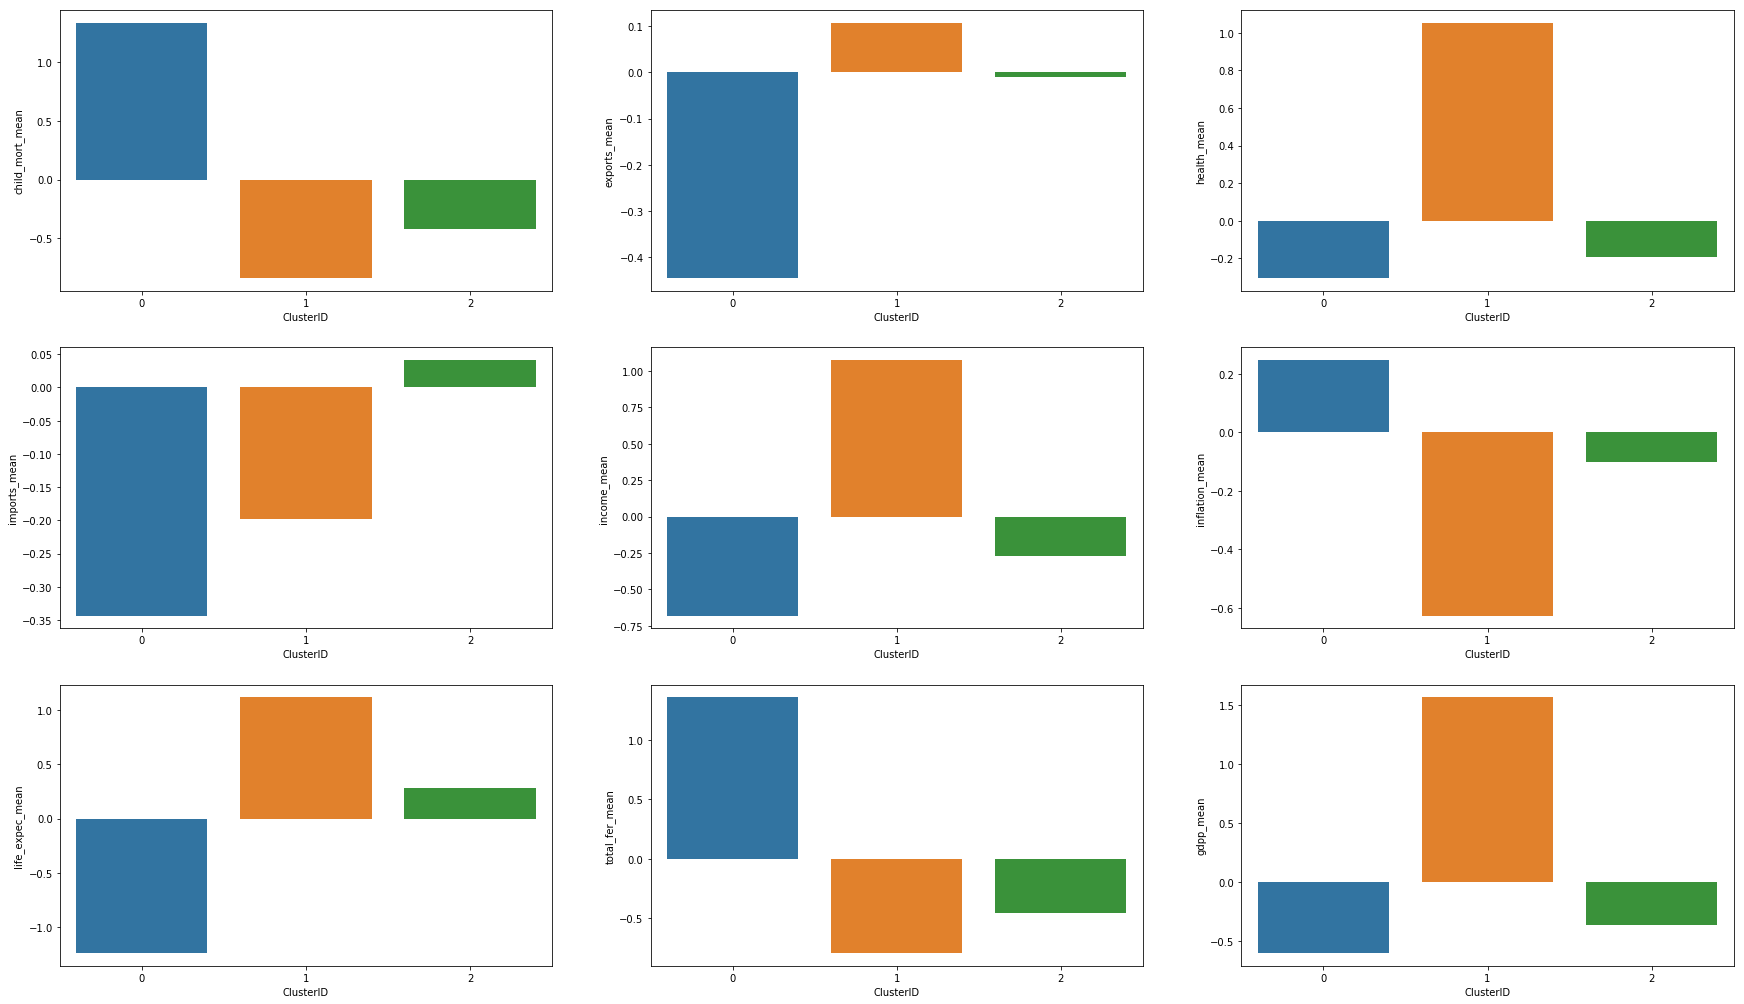 1.0
0.5
0.0
−0.5
child_mort_mean
0 1 2
ClusterID
0.1
0.0
−0.1
−0.2
−0.3
−0.4
exports_mean
0 1 2
ClusterID
1.0
0.8
0.6
0.4
0.2
0.0
−0.2
health_mean
0 1 2
ClusterID
0.05
0.00
−0.05
−0.10
−0.15
−0.20
−0.25
−0.30
−0.35
imports_mean
0 1 2
ClusterID
1.00
0.75
0.50
0.25
0.00
−0.25
−0.50
−0.75
income_mean
0 1 2
ClusterID
0.2
0.0
−0.2
−0.4
−0.6
inflation_mean
0 1 2
ClusterID
1.0
0.5
0.0
−0.5
−1.0
life_expec_mean
0 1 2
ClusterID
1.0
0.5
0.0
−0.5
total_fer_mean
0 1 2
ClusterID
1.5
1.0
0.5
0.0
−0.5
gdpp_mean
0 1 2
ClusterID